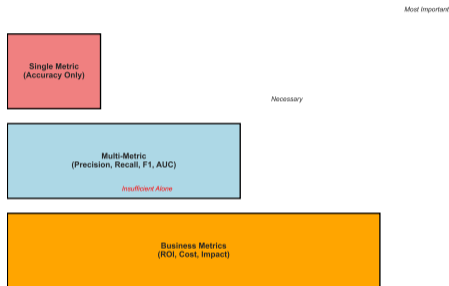 Most Important
Single Metric
(Accuracy Only)
Necessary
Multi-Metric
(Precision, Recall, F1, AUC)
Insufficient Alone
Business Metrics
(ROI, Cost, Impact)